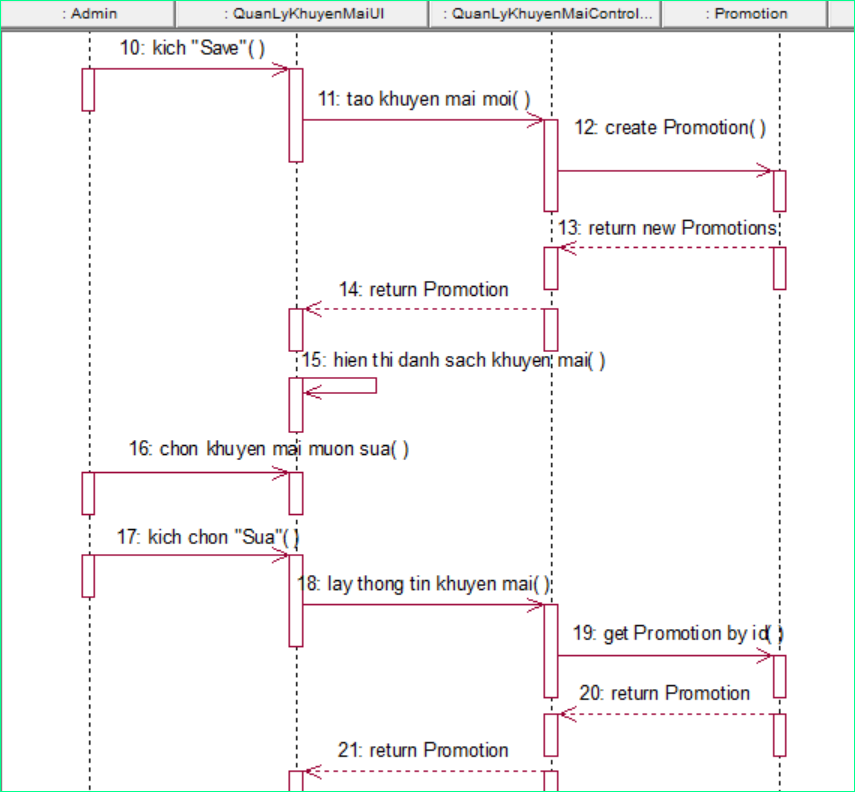 : Admin
: QuanLyKhuyenMaiUI
: QuanLyKhuyenMaiControl...
: Promotion
10: kich "Save"( )
11: tao khuyen mai moi( )
12: create Promotion( )
13: return new Promotions
14: return Promotion
15: hien thi danh sach khuyen mai( )
16: chon khuyen mai muon sua( )
17: kich chon "Sua"( )
18: lay thong tin khuyen mai( )
19: get Promotion by id( )
20: return Promotion
21: return Promotion